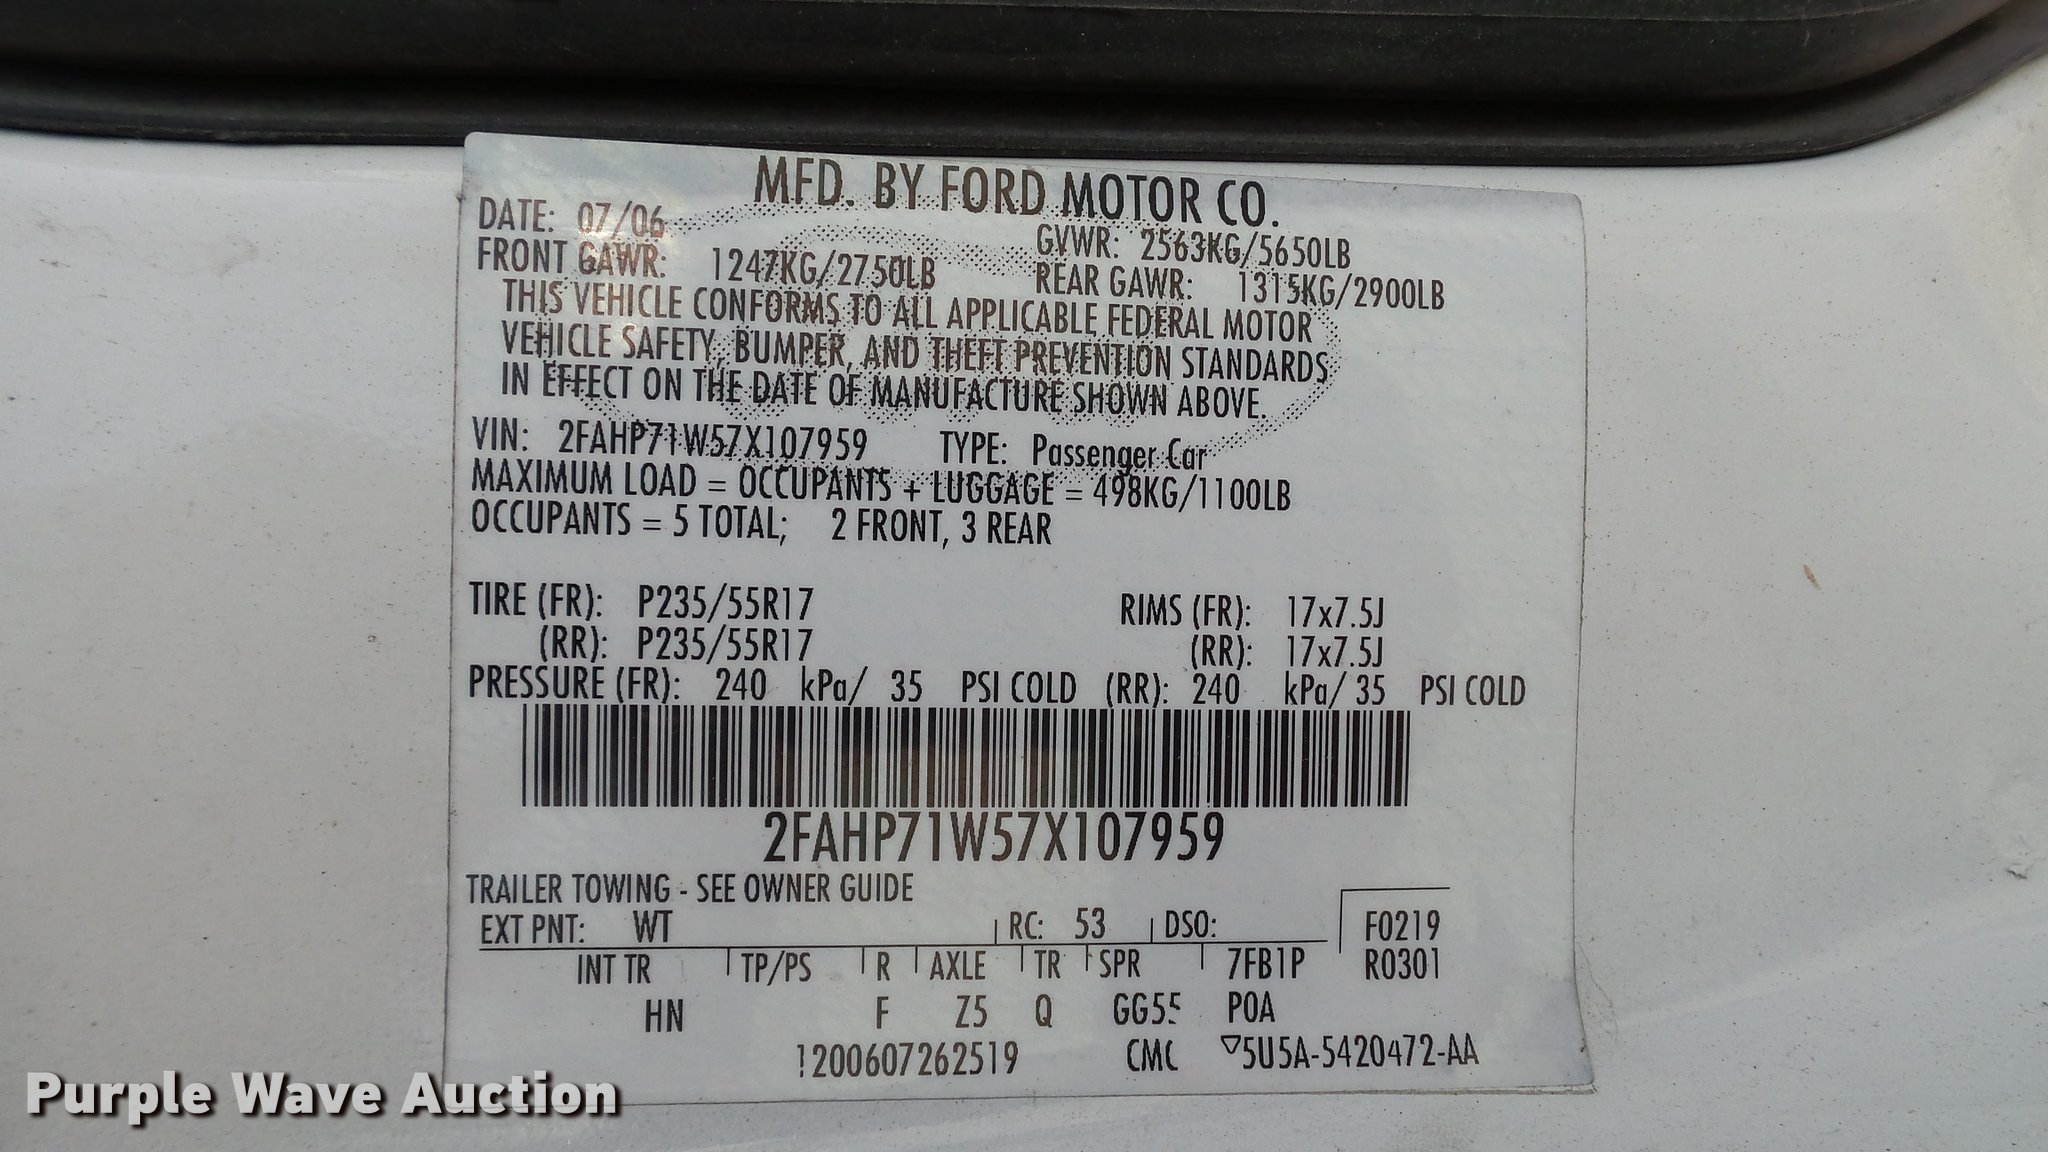 MFD. BY FORD MOTOR CO.
DATE: 07/06
GVWR: 2563KG/5650LB
FRONT GAWR: 1247KG/2750LB
REAR GAWR: 1315KG/2900LB
THIS VEHICLE CONFORMS TO ALL APPLICABLE FEDERAL MOTOR
VEHICLE SAFETY, BUMPER, AND THEFT PREVENTION STANDARDS
IN EFFECT ON THE DATE OF MANUFACTURE SHOWN ABOVE.
VIN: 2FAHP71W57X107959 TYPE: Passenger Car
MAXIMUM LOAD = OCCUPANTS + LUGGAGE = 498KG/1100LB
OCCUPANTS = 5 TOTAL; 2 FRONT, 3 REAR
TIRE (FR): P235/55R17 RIMS (FR): 17x7.5J
(RR): P235/55R17 (RR): 17x7.5J
PRESSURE (FR): 240 kPa/ 35 PSI COLD (RR): 240 kPa/ 35 PSI COLD
2FAHP71W57X107959
TRAILER TOWING - SEE OWNER GUIDE
EXT PNT: WT RC: 53 DSO: F0219
INT TR TP/PS R AXLE TR SPR 7FB1P R0301
HN F Z5 Q GG55 POA
1200607262519 CMC ▽5U5A-5420472-AA
Purple Wave Auction